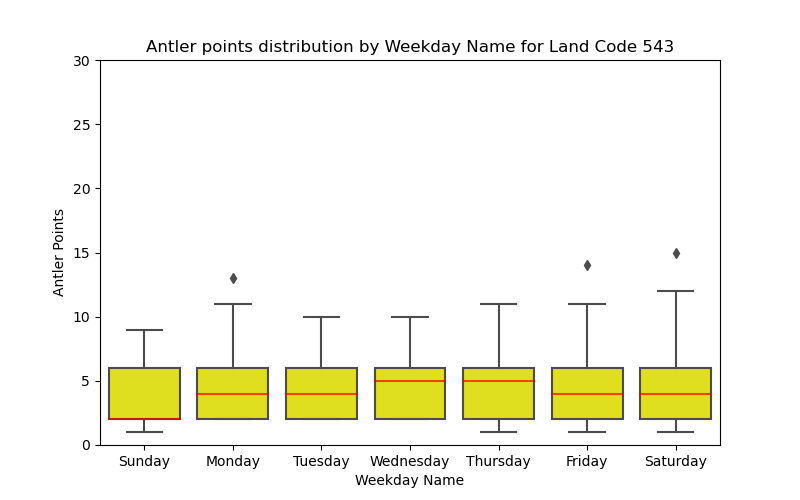 Antler points distribution by Weekday Name for Land Code 543
30
25
20
15
10
5
0
Antler Points
Sunday Monday Tuesday Wednesday Thursday Friday Saturday
Weekday Name